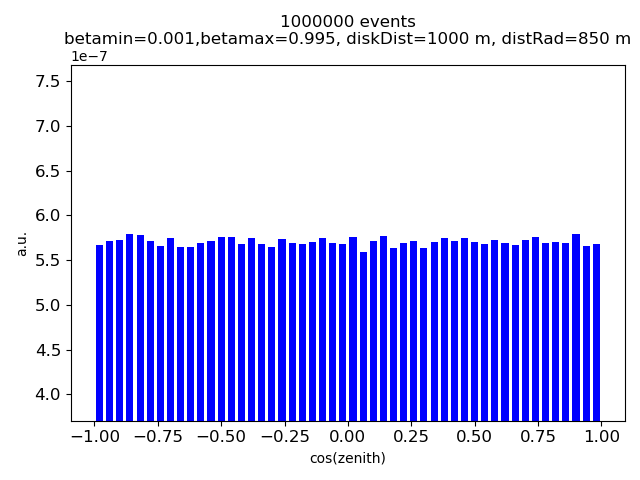 1000000 events
betamin=0.001,betamax=0.995, diskDist=1000 m, distRad=850 m
1e−7
7.5
7.0
6.5
6.0
5.5
5.0
4.5
4.0
a.u.
−1.00 −0.75 −0.50 −0.25 0.00 0.25 0.50 0.75 1.00
cos(zenith)